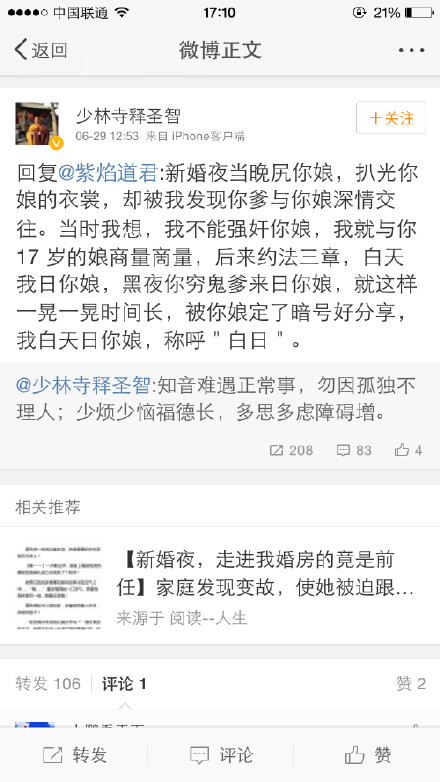 中国联通 17:10 21%
返回 微博正文
少林寺释圣智
+关注
06-29 12:53 来自 iPhone客户端
回复@紫焰道君:新婚夜当晚尻你娘，扒光你
娘的衣裳，却被我发现你爹与你娘深情交
往。当时我想，我不能强奸你娘，我就与你
17 岁的娘商量啇量，后来约法三章，白天
我日你娘，黑夜你穷鬼爹来日你娘，就这样
一晃一晃时间长，被你娘定了暗号好分享，
我白天日你娘，称呼＂白日＂。
@少林寺释圣智:知音难遇正常事，勿因孤独不
理人；少烦少恼福德长，多思多虑障碍增。
208 83 4
相关推荐
【新婚夜，走进我婚房的竟是前
任】家庭发现变故，使她被迫跟...
来源于 阅读--人生
转发 106 评论 1 赞 2
转发 评论 赞